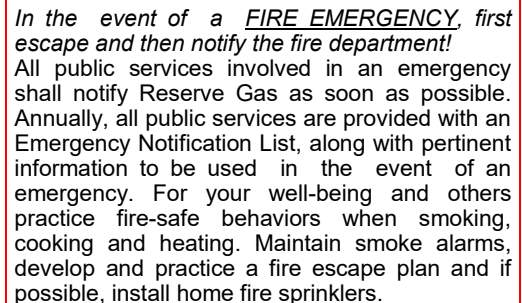 In the event of a FIRE EMERGENCY, first
escape and then notify the fire department!
All public services involved in an emergency
shall notify Reserve Gas as soon as possible.
Annually, all public services are provided with an
Emergency Notification List, along with pertinent
information to be used in the event of an
emergency. For your well-being and others
practice fire-safe behaviors when smoking,
cooking and heating. Maintain smoke alarms,
develop and practice a fire escape plan and if
possible, install home fire sprinklers.